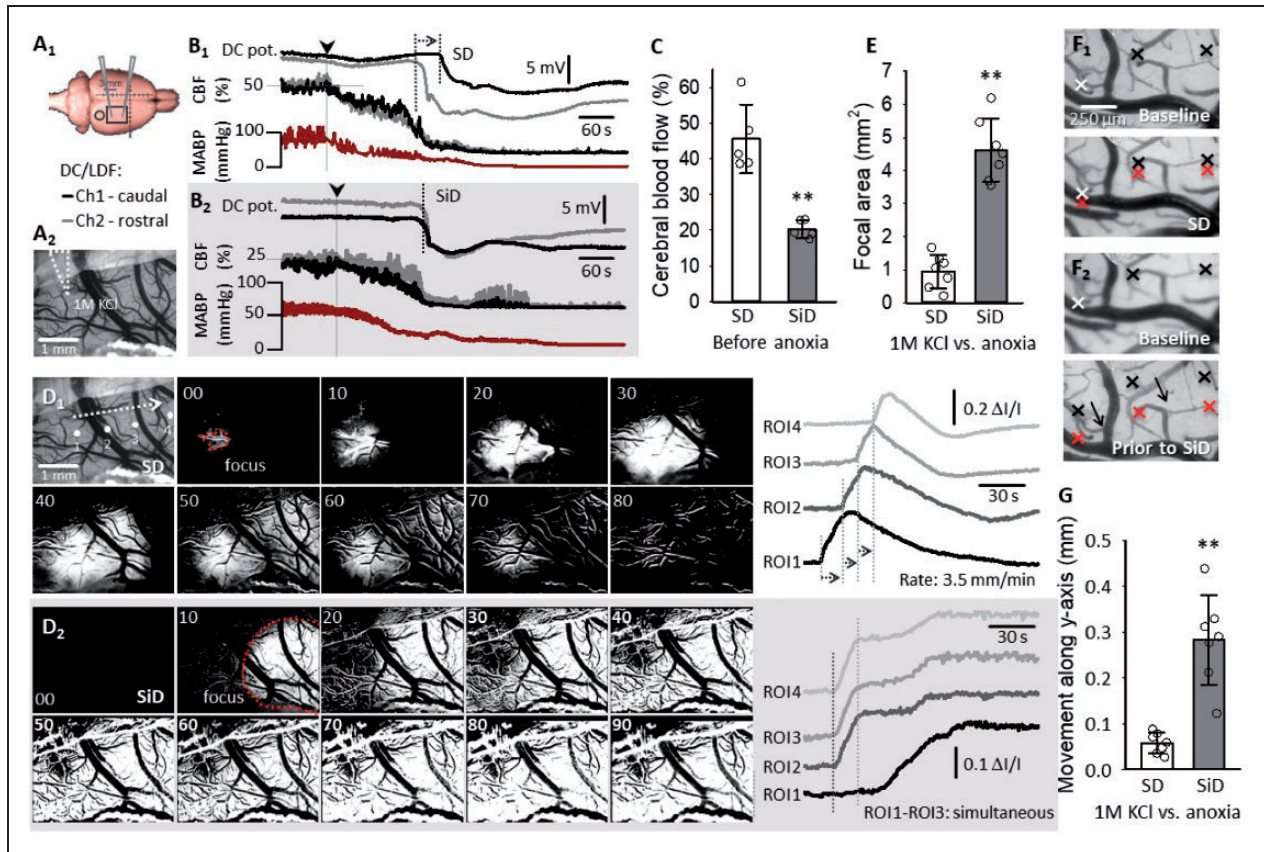 A1
3 mm
DC/LDF:
Ch1 - caudal
Ch2 - rostral
A2
1M KCl
1 mm
B1
DC pot.
SD
5 mV
CBF (%)
50
60 s
MABP (mmHg)
100
0
B2
DC pot.
SiD
5 mV
CBF (%)
25
60 s
MABP (mmHg)
100
50
0
C
Cerebral blood flow (%)
60
50
40
30
20
10
0
**
SD SiD
Before anoxia
E
Focal area (mm2)
7
6
5
4
3
2
1
0
**
SD SiD
1M KCl vs. anoxia
F1
250 µm
Baseline
SD
F2
Baseline
Prior to SiD
D1
1 2 3 4
1 mm
SD
00 10 20 30
focus
40 50 60 70 80
0.2 ΔI/I
ROI4
ROI3
ROI2
ROI1
30 s
Rate: 3.5 mm/min
D2
00
SiD
10 20 30 40
focus
50 60 70 80 90
30 s
ROI4
ROI3
ROI2
ROI1
0.1 ΔI/I
ROI1-ROI3: simultaneous
G
Movement along y-axis (mm)
0.5
0.4
0.3
0.2
0.1
0.0
**
SD SiD
1M KCl vs. anoxia